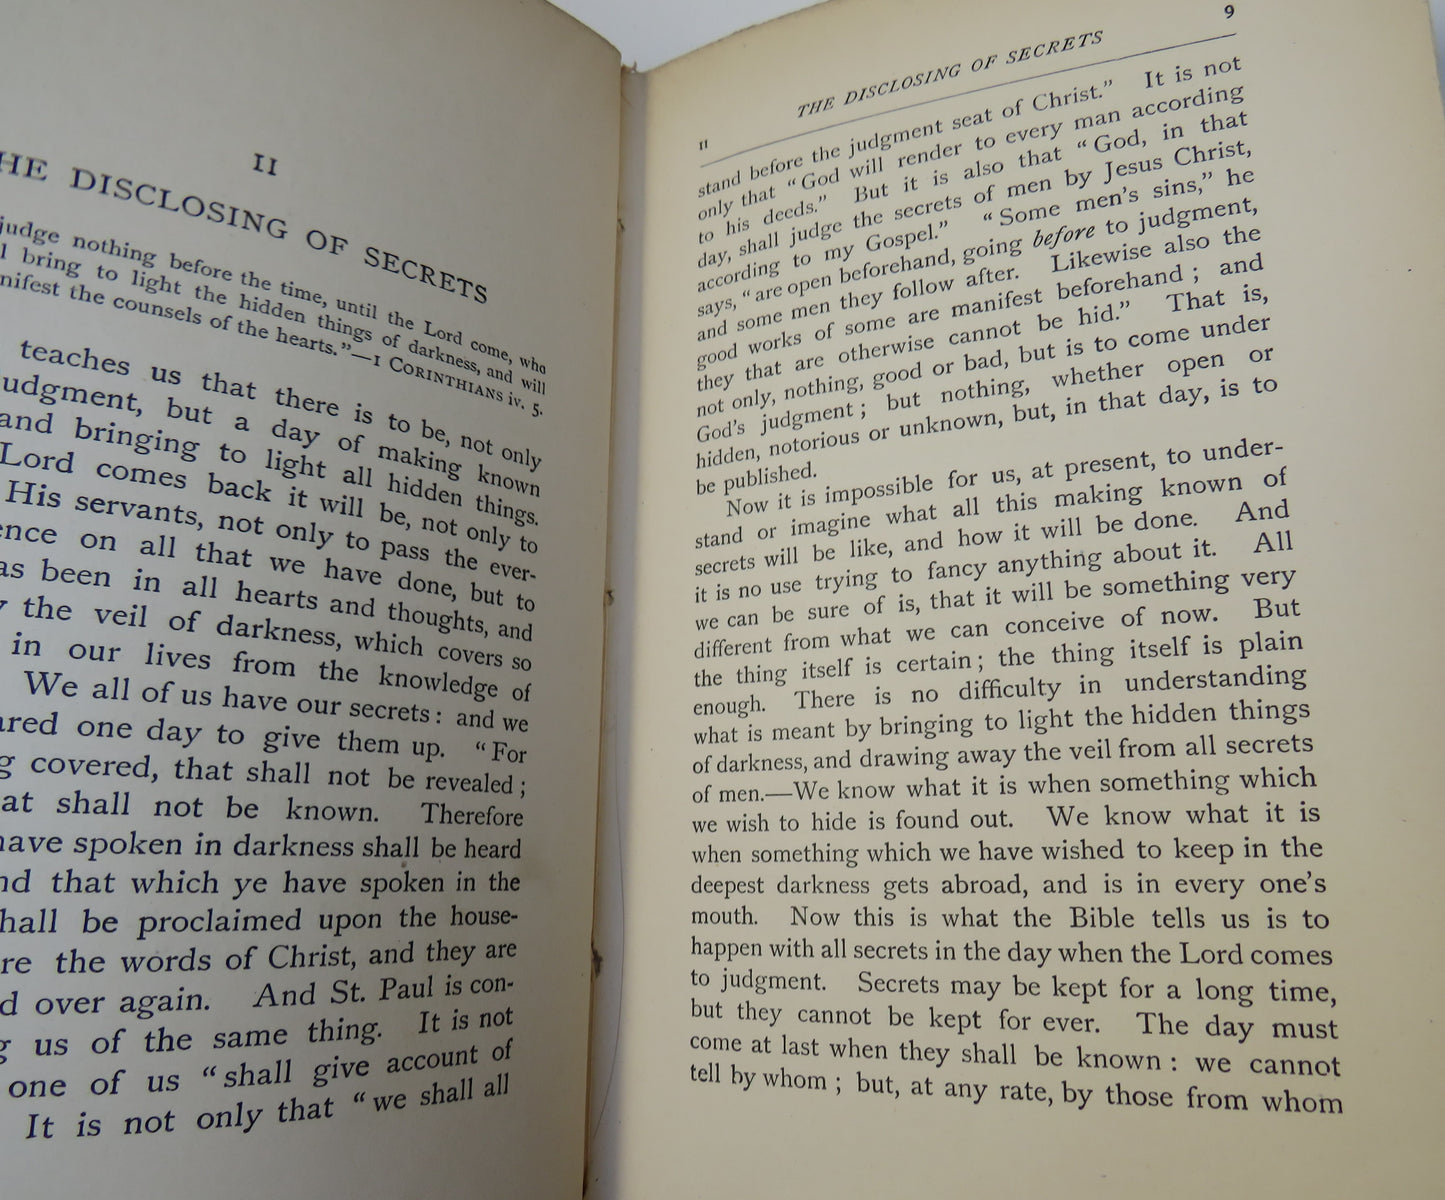 II
THE DISCLOSING OF SECRETS
judge nothing before the time, until the Lord come, who
bring to light the hidden things of darkness, and will
the counsels of the hearts."—1 CORINTHIANS iv. 5.
teaches us that there is to be, not only
judgment, but a day of making known
and bringing to light all hidden things.
Lord comes back it will be, not only to
His servants, not only to pass the ever-
on all that we have done, but to
been in all hearts and thoughts, and
the veil of darkness, which covers so
in our lives from the knowledge of
We all of us have our secrets: and we
one day to give them up. "For
covered, that shall not be revealed;
shall not be known. Therefore
have spoken in darkness shall be heard
and that which ye have spoken in the
shall be proclaimed upon the house-
the words of Christ, and they are
over again. And St. Paul is con-
us of the same thing. It is not
one of us "shall give account of
It is not only that "we shall all
II
THE DISCLOSING OF SECRETS
9
stand before the judgment seat of Christ." It is not
only that "God will render to every man according
to his deeds." But it is also that "God, in that
day, shall judge the secrets of men by Jesus Christ,
according to my Gospel." "Some men's sins," he
says, "are open beforehand, going before to judgment,
and some men they follow after. Likewise also the
good works of some are manifest beforehand; and
they that are otherwise cannot be hid." That is,
not only, nothing, good or bad, but is to come under
God's judgment; but nothing, whether open or
hidden, notorious or unknown, but, in that day, is to
be published.
Now it is impossible for us, at present, to under-
stand or imagine what all this making known of
secrets will be like, and how it will be done. And
it is no use trying to fancy anything about it. All
we can be sure of is, that it will be something very
different from what we can conceive of now. But
the thing itself is certain; the thing itself is plain
enough. There is no difficulty in understanding
what is meant by bringing to light the hidden things
of darkness, and drawing away the veil from all secrets
of men.—We know what it is when something which
we wish to hide is found out. We know what it is
when something which we have wished to keep in the
deepest darkness gets abroad, and is in every one's
mouth. Now this is what the Bible tells us is to
happen with all secrets in the day when the Lord comes
to judgment. Secrets may be kept for a long time,
but they cannot be kept for ever. The day must
come at last when they shall be known: we cannot
tell by whom; but, at any rate, by those from whom